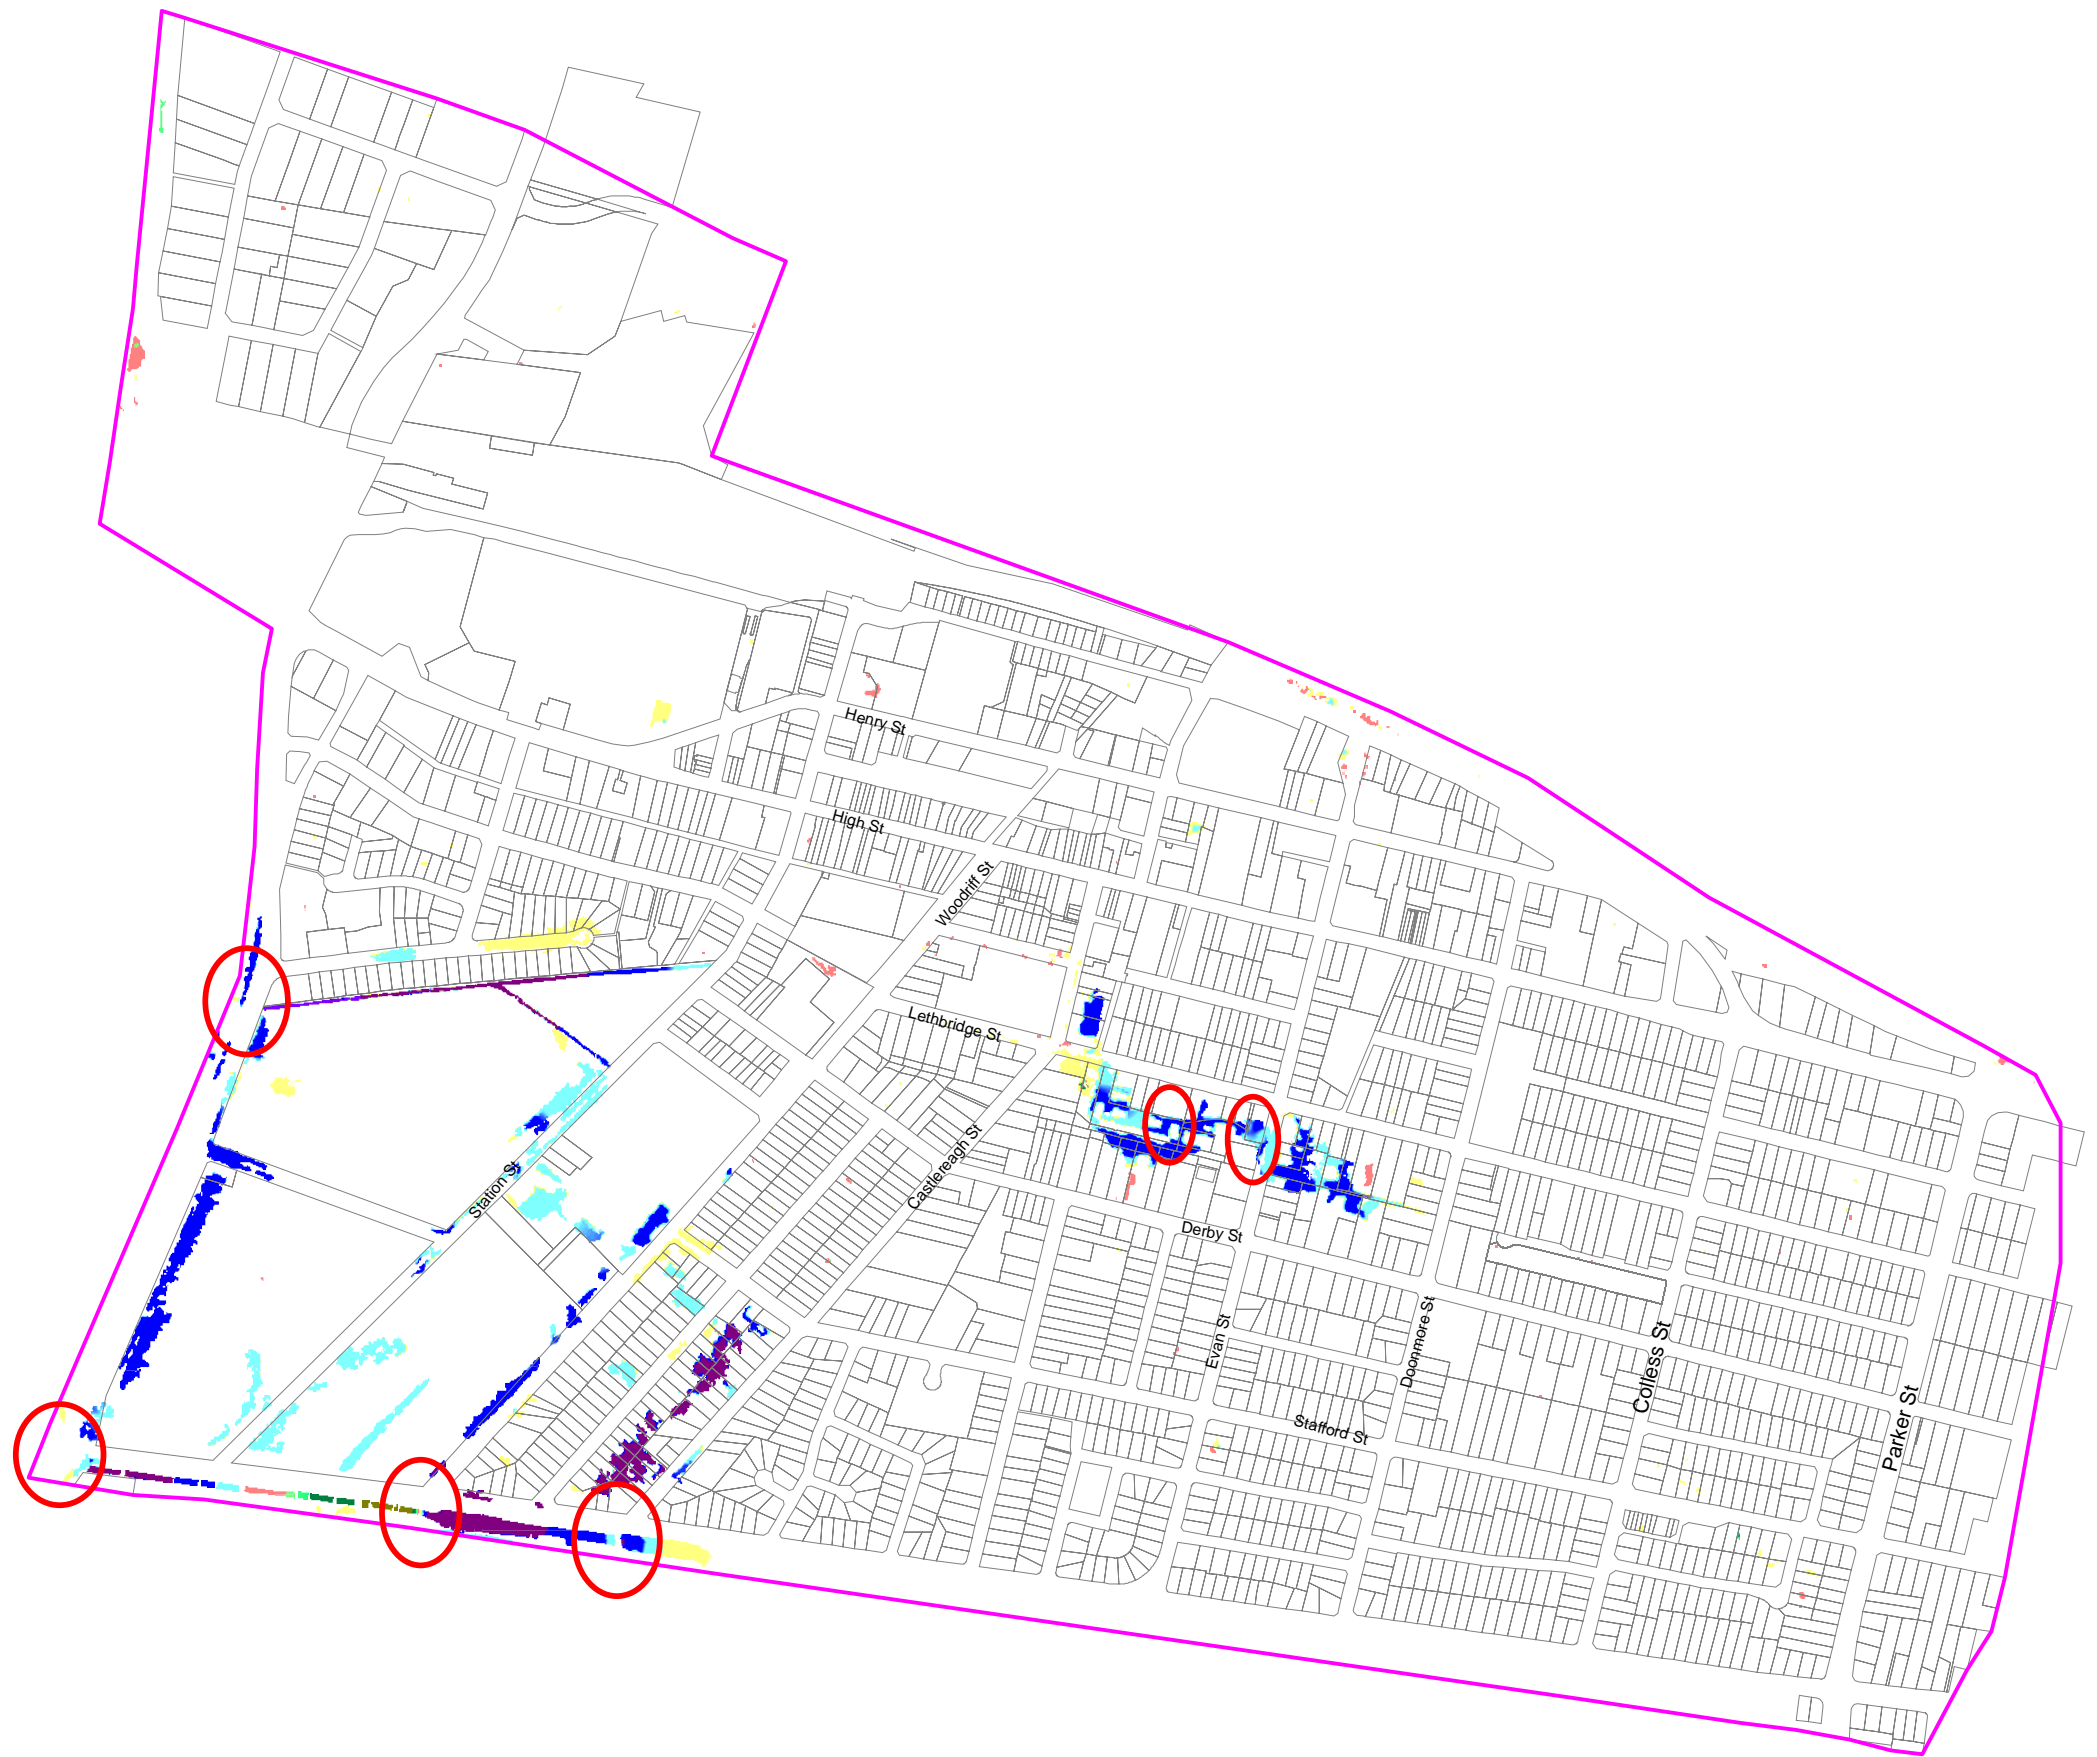 Henry St
High St
Woodriff St
Lethbridge St
Castlereagh St
Station St
Derby St
Evan St
Doonmore St
Colless St
Parker St
Stafford St